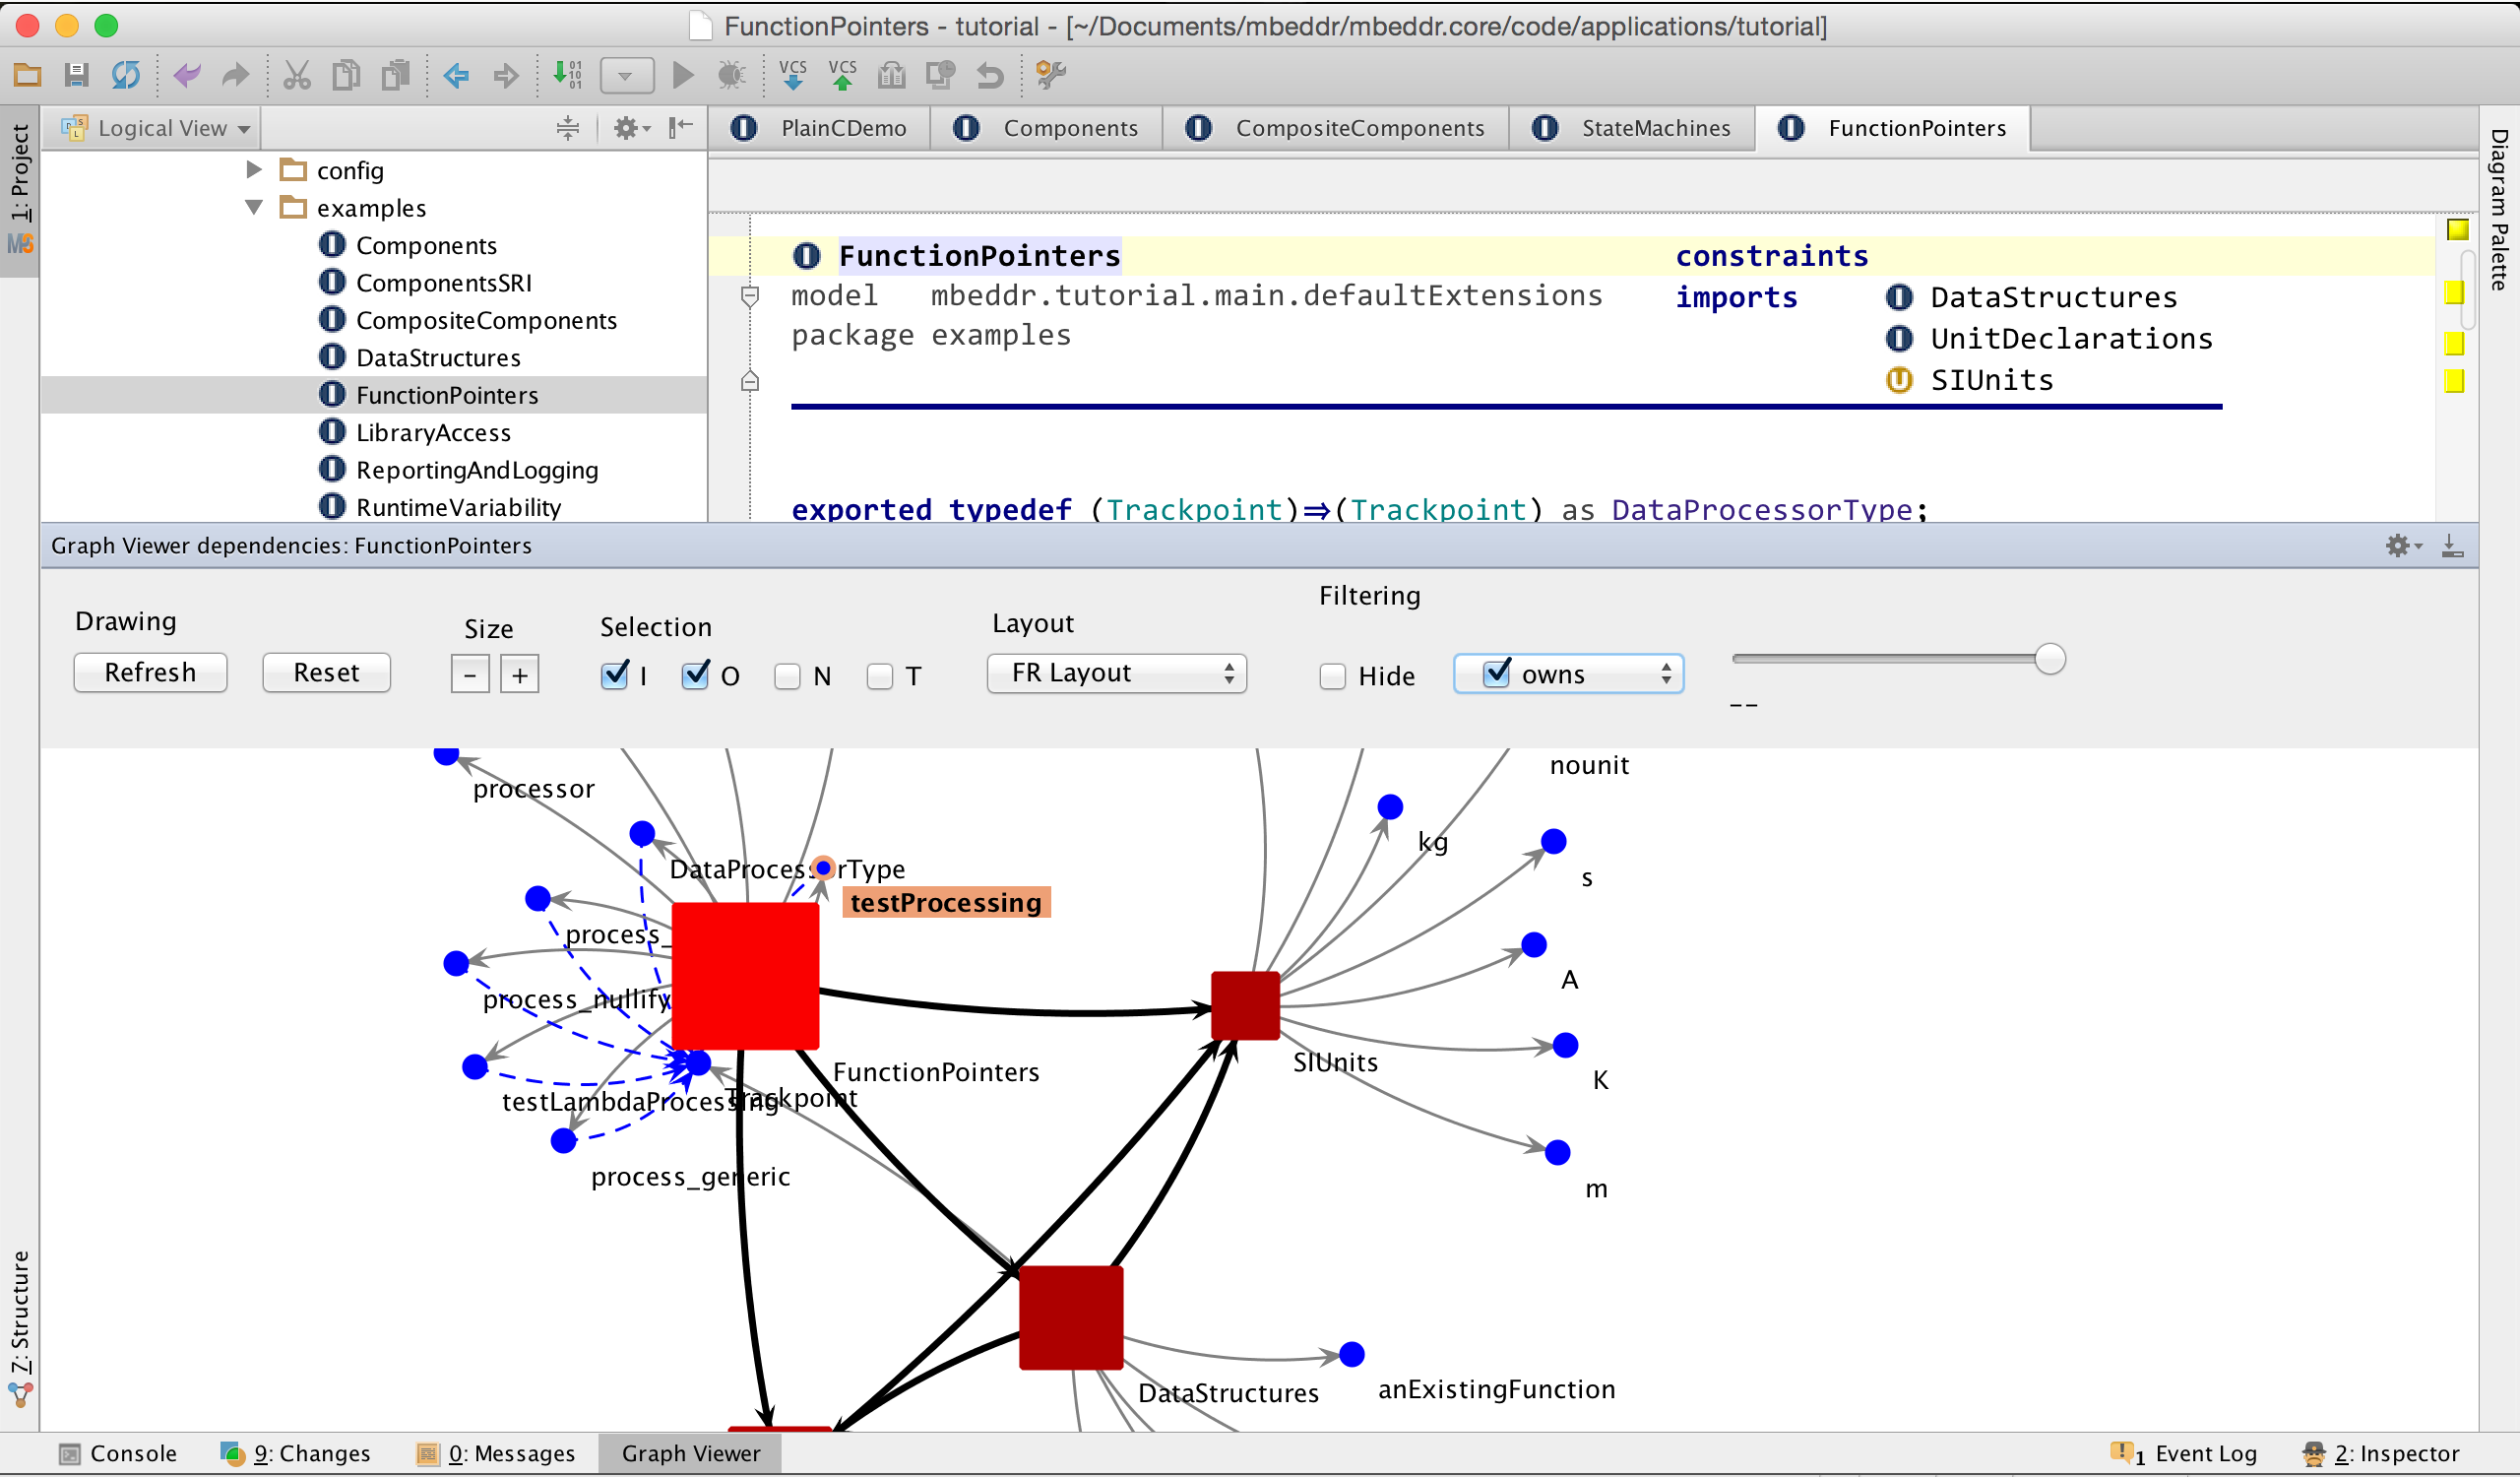 FunctionPointers - tutorial - [~/Documents/mbeddr/mbeddr.core/code/applications/tutorial]
VCS VCS
Logical View
PlainCDemo Components CompositeComponents StateMachines FunctionPointers
1: Project
Diagram Palette
config
examples
Components
ComponentsSRI
CompositeComponents
DataStructures
FunctionPointers
LibraryAccess
ReportingAndLogging
RuntimeVariability
FunctionPointers constraints
model mbeddr.tutorial.main.defaultExtensions imports DataStructures
package examples UnitDeclarations
SIUnits
exported typedef (Trackpoint)⇒(Trackpoint) as DataProcessorType;
Graph Viewer dependencies: FunctionPointers
Drawing Size Selection Layout Filtering
Refresh Reset - + I O N T FR Layout Hide owns
--
processor
nounit
kg
DataProcessorType
s
testProcessing
process_
A
process_nullify
SIUnits
FunctionPointers
K
testLambdaProcessing
Trackpoint
process_generic
m
DataStructures
anExistingFunction
7: Structure
Console 9: Changes 0: Messages Graph Viewer 1 Event Log 2: Inspector